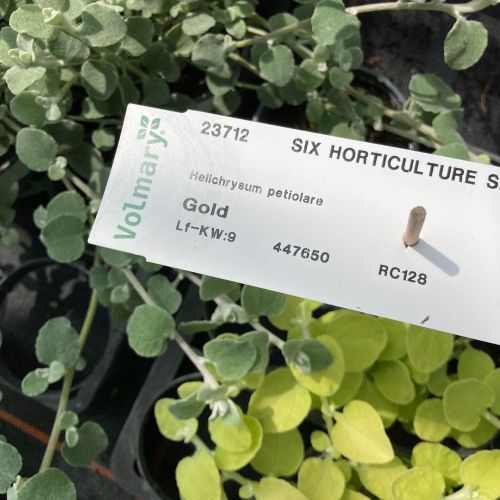 Volmary
23712
SIX HORTICULTURE S
Helichrysum petiolare
Gold
Lf-KW:9
447650
RC128